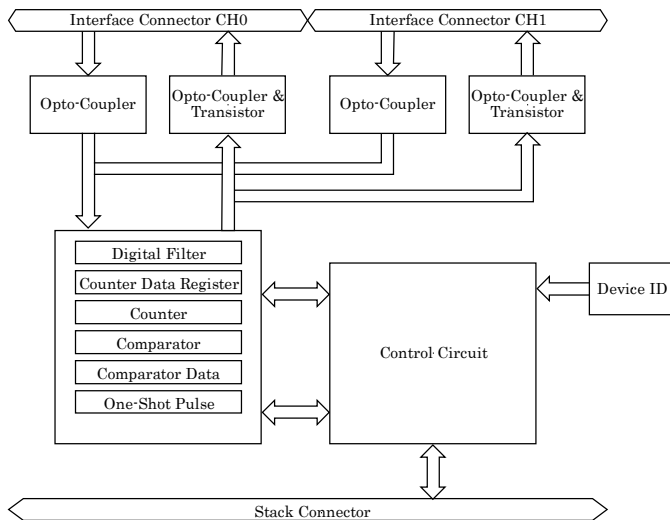 Interface Connector CH0
Interface Connector CH1
Opto-Coupler
Opto-Coupler &
Transistor
Opto-Coupler
Opto-Coupler &
Transistor
Digital Filter
Counter Data Register
Counter
Comparator
Comparator Data
One-Shot Pulse
Control Circuit
Device ID
Stack Connector